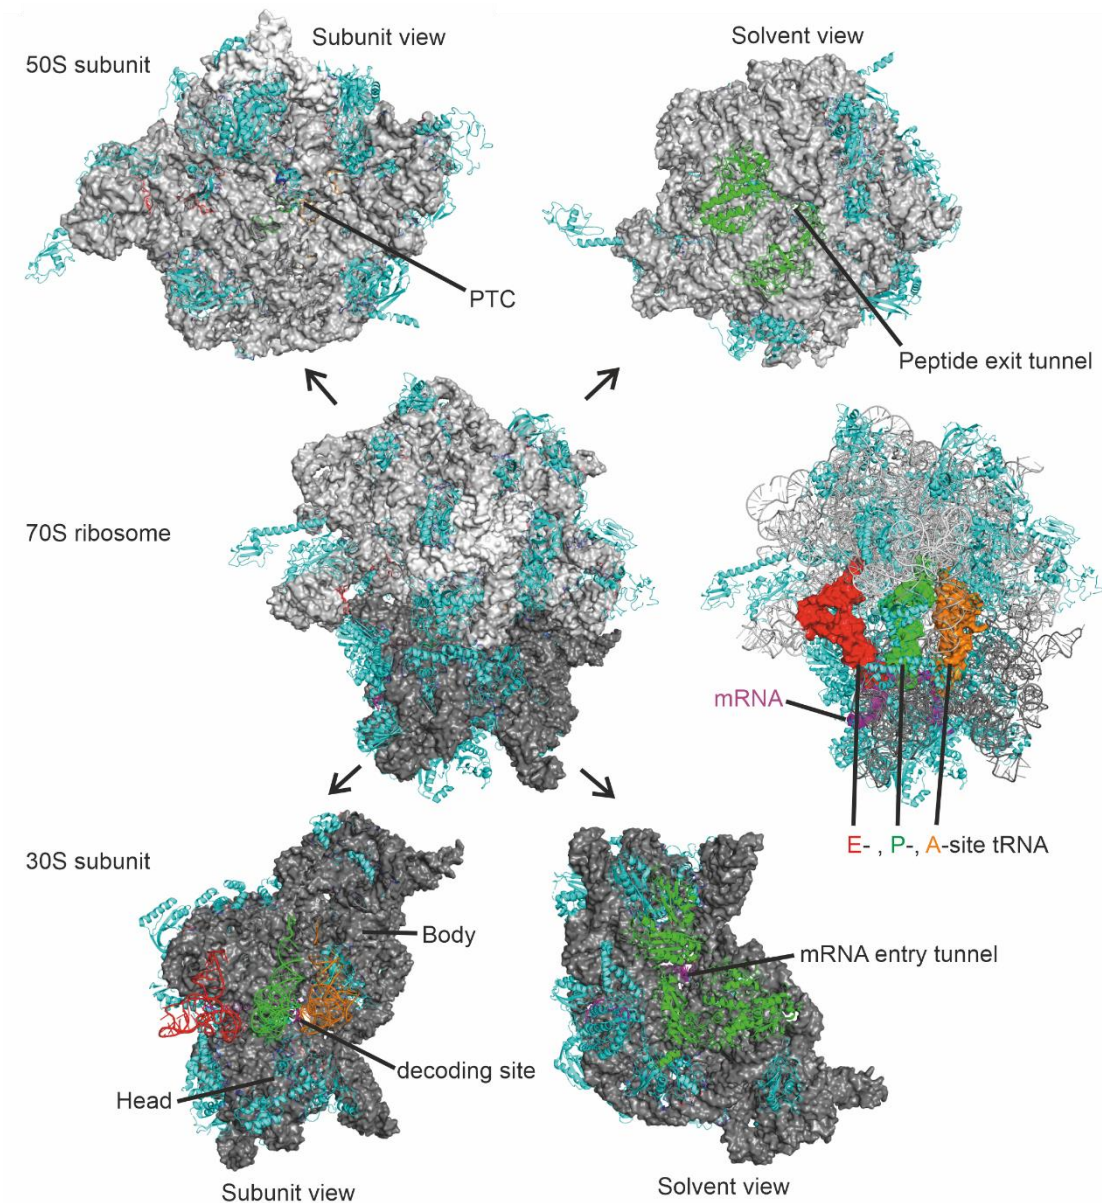 50S subunit
Subunit view
Solvent view
PTC
Peptide exit tunnel
70S ribosome
mRNA
E- , P-, A-site tRNA
30S subunit
Body
mRNA entry tunnel
decoding site
Head
Subunit view
Solvent view